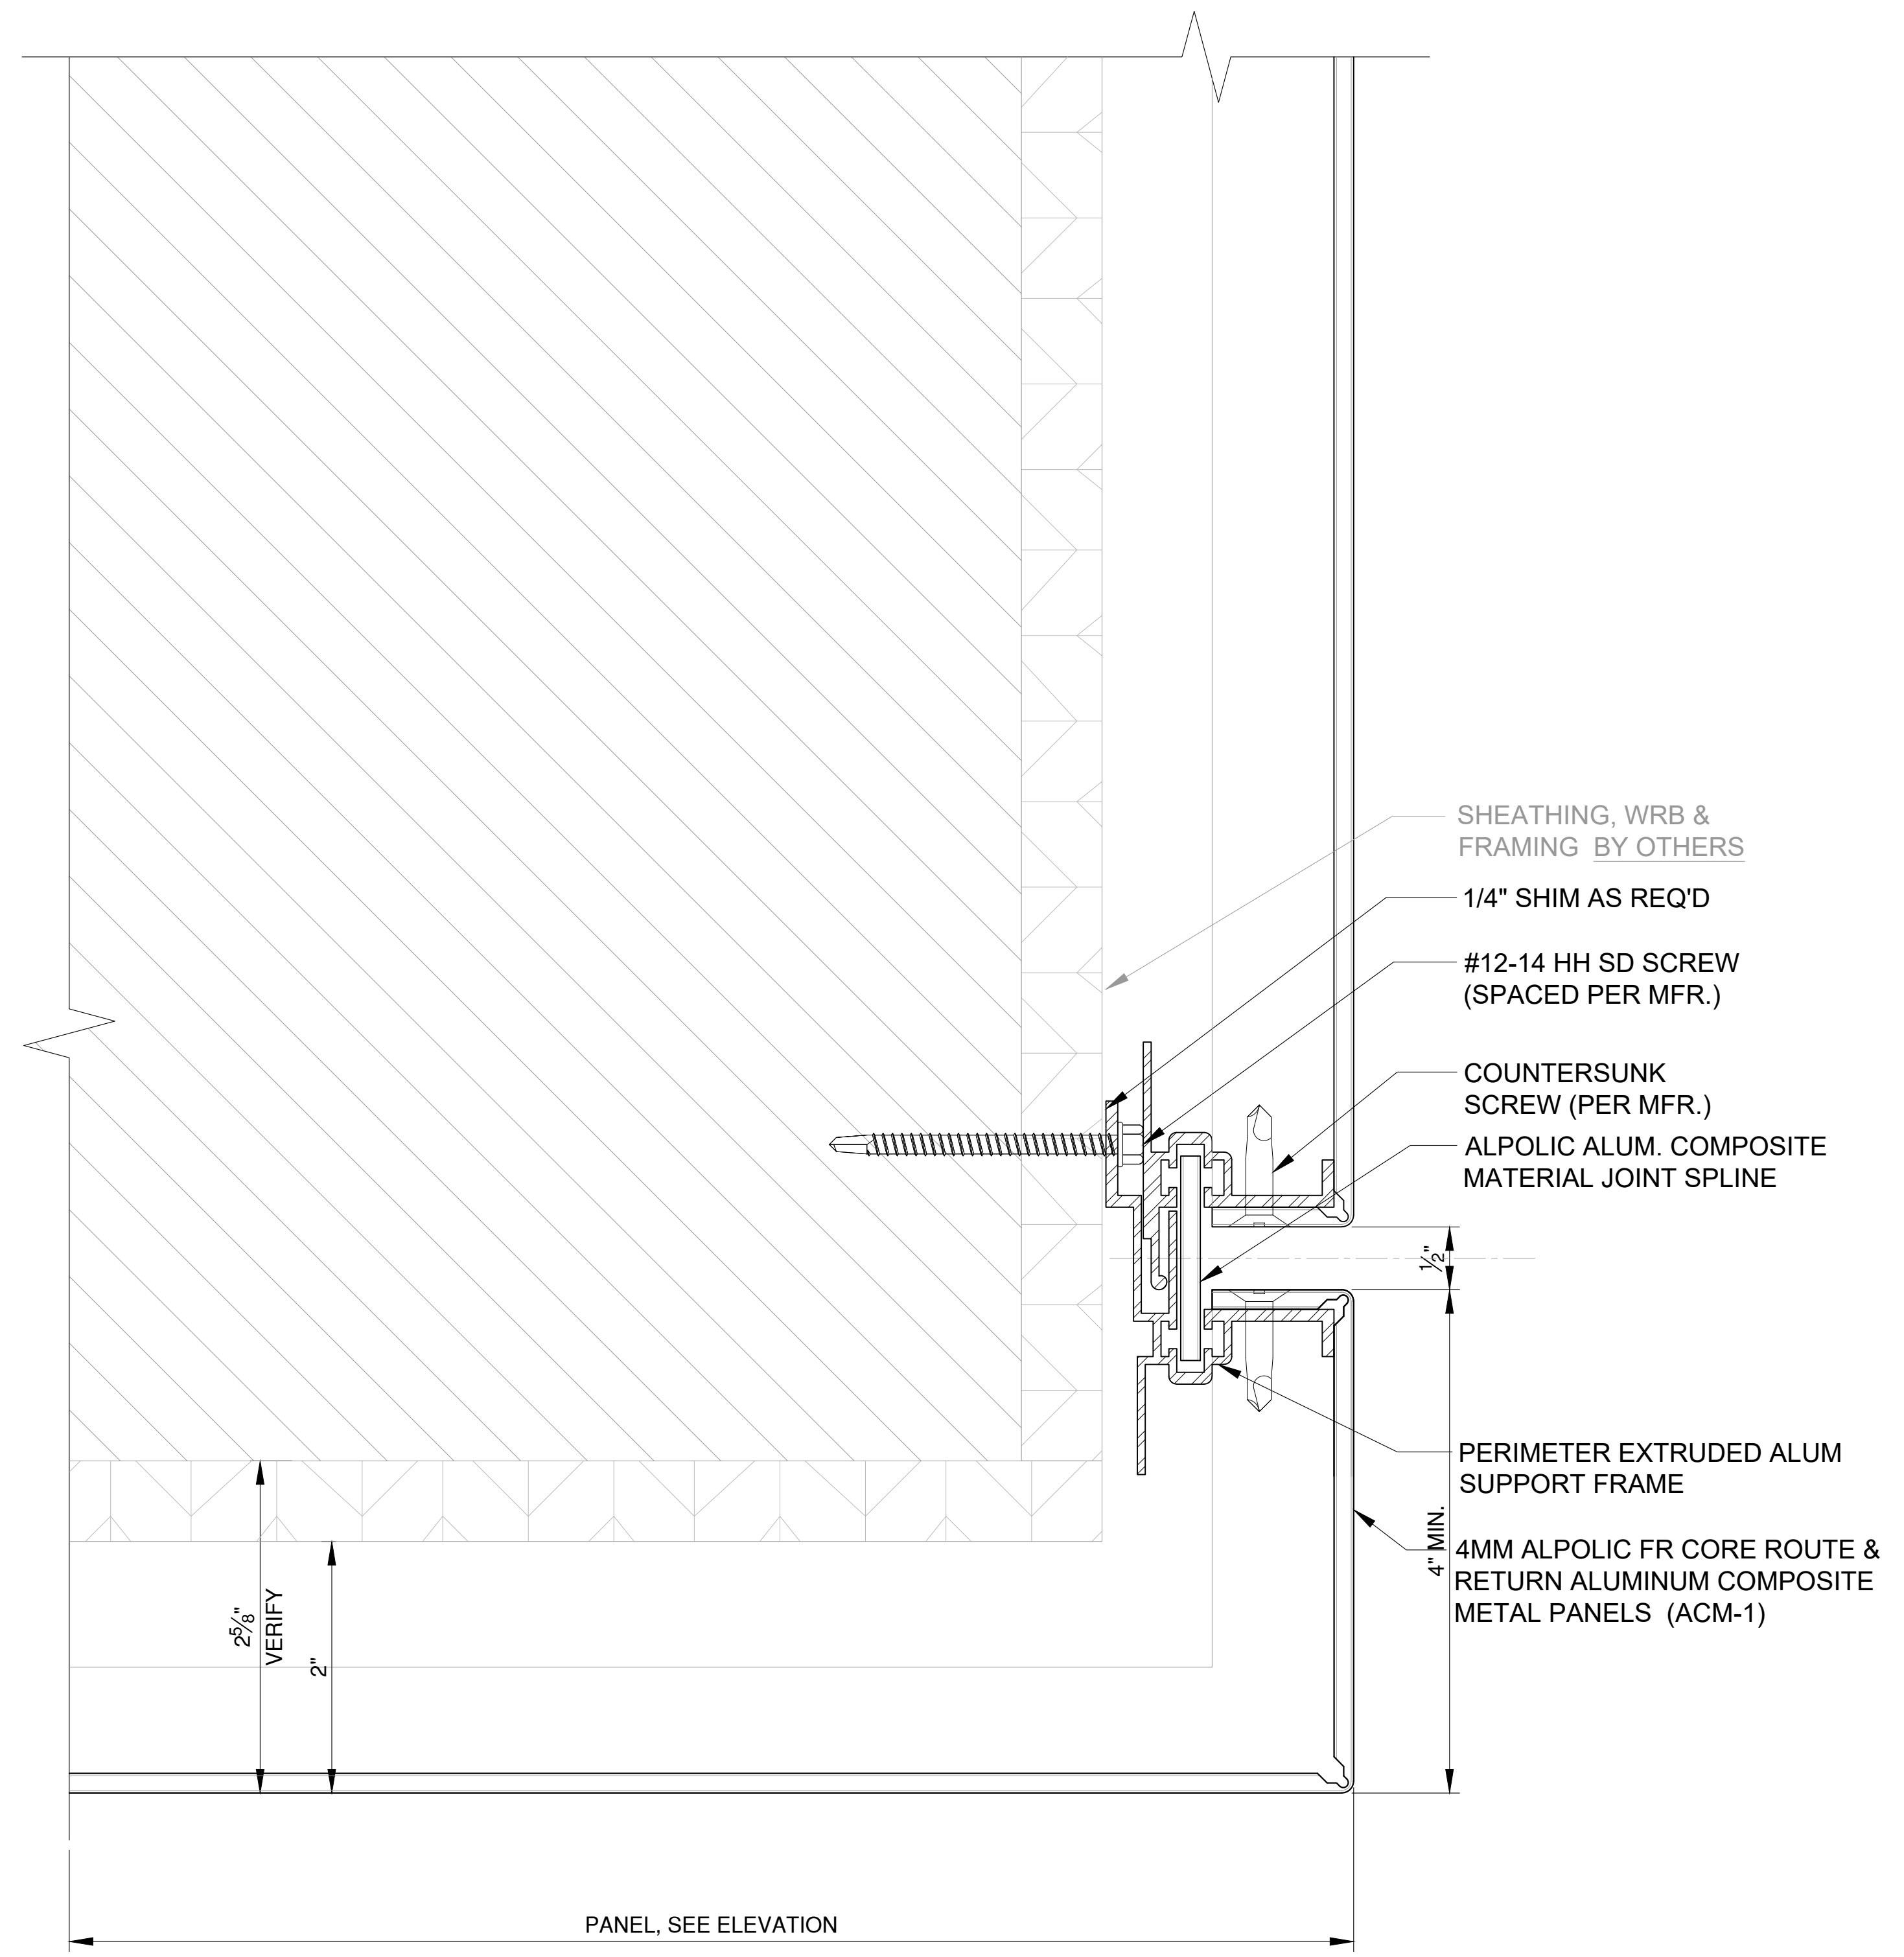 SHEATHING, WRB &
FRAMING BY OTHERS
1/4" SHIM AS REQ'D
#12-14 HH SD SCREW
(SPACED PER MFR.)
COUNTERSUNK
SCREW (PER MFR.)
ALPOLIC ALUM. COMPOSITE
MATERIAL JOINT SPLINE
½"
PERIMETER EXTRUDED ALUM
SUPPORT FRAME
4" MIN.
4MM ALPOLIC FR CORE ROUTE &
RETURN ALUMINUM COMPOSITE
METAL PANELS (ACM-1)
2⅝"
VERIFY
2"
PANEL, SEE ELEVATION